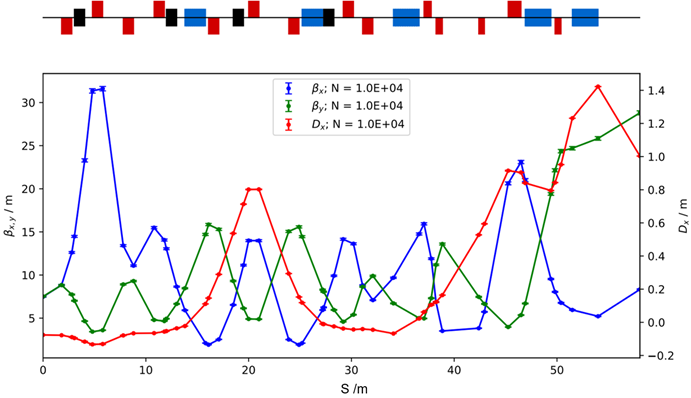 βx; N = 1.0E+04
βy; N = 1.0E+04
Dx; N = 1.0E+04
30
25
20
15
10
5
βx,y / m
1.4
1.2
1.0
0.8
0.6
0.4
0.2
0.0
−0.2
Dx / m
0 10 20 30 40 50
S /m